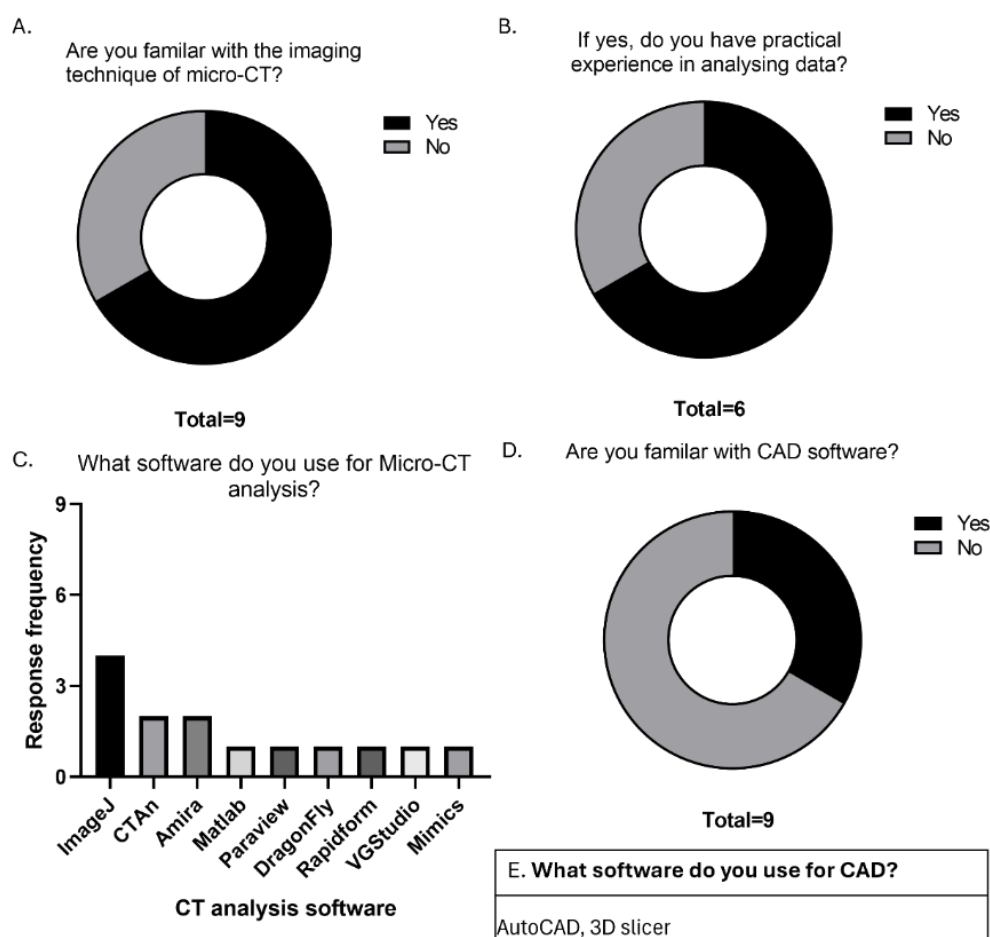 A.
Are you familar with the imaging
technique of micro-CT?
Yes
No
Total=9
B.
If yes, do you have practical
experience in analysing data?
Yes
No
Total=6
C.
What software do you use for Micro-CT
analysis?
Response frequency
9
6
3
0
ImageJ
CTAn
Amira
Matlab
Paraview
DragonFly
Rapidform
VGStudio
Mimics
CT analysis software
D.
Are you familar with CAD software?
Yes
No
Total=9
E. What software do you use for CAD?
AutoCAD, 3D slicer